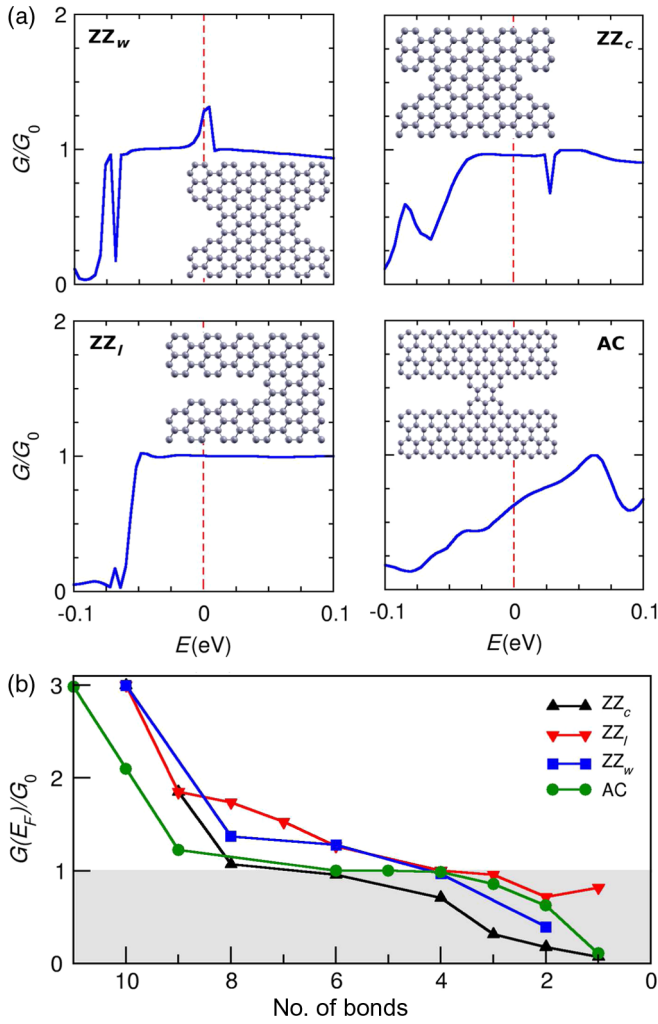 (a)
2
ZZw
ZZc
G/G0
1
0
2
ZZl
AC
G/G0
1
0
-0.1
0
0.1
-0.1
0
0.1
E(eV)
E(eV)
(b)
3
ZZc
ZZl
ZZw
AC
G(EF)/G0
2
1
0
10
8
6
4
2
0
No. of bonds